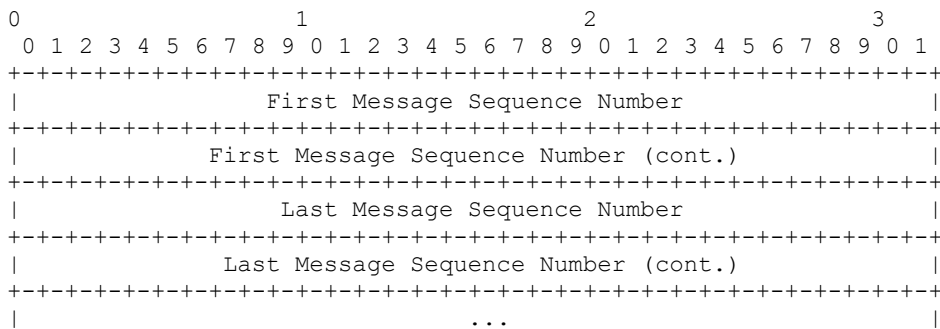 0                   1                   2                   3
 0 1 2 3 4 5 6 7 8 9 0 1 2 3 4 5 6 7 8 9 0 1 2 3 4 5 6 7 8 9 0 1
+-+-+-+-+-+-+-+-+-+-+-+-+-+-+-+-+-+-+-+-+-+-+-+-+-+-+-+-+-+-+-+-+
|                 First Message Sequence Number                 |
+-+-+-+-+-+-+-+-+-+-+-+-+-+-+-+-+-+-+-+-+-+-+-+-+-+-+-+-+-+-+-+-+
|             First Message Sequence Number (cont.)             |
+-+-+-+-+-+-+-+-+-+-+-+-+-+-+-+-+-+-+-+-+-+-+-+-+-+-+-+-+-+-+-+-+
|                  Last Message Sequence Number                 |
+-+-+-+-+-+-+-+-+-+-+-+-+-+-+-+-+-+-+-+-+-+-+-+-+-+-+-+-+-+-+-+-+
|              Last Message Sequence Number (cont.)             |
+-+-+-+-+-+-+-+-+-+-+-+-+-+-+-+-+-+-+-+-+-+-+-+-+-+-+-+-+-+-+-+-+
|                               ...                             |